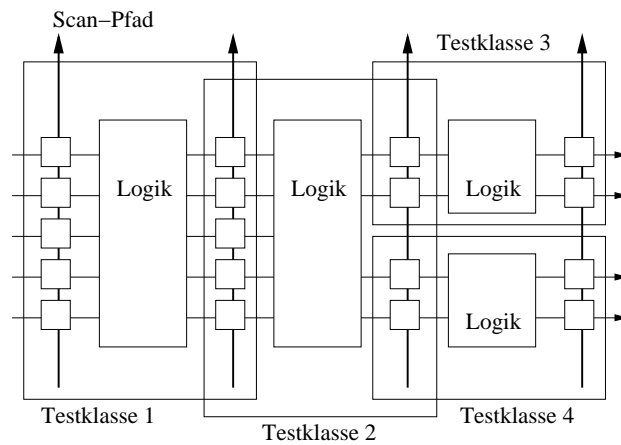 Scan–Pfad
Testklasse 3
Logik
Logik
Logik
Logik
Testklasse 1
Testklasse 2
Testklasse 4